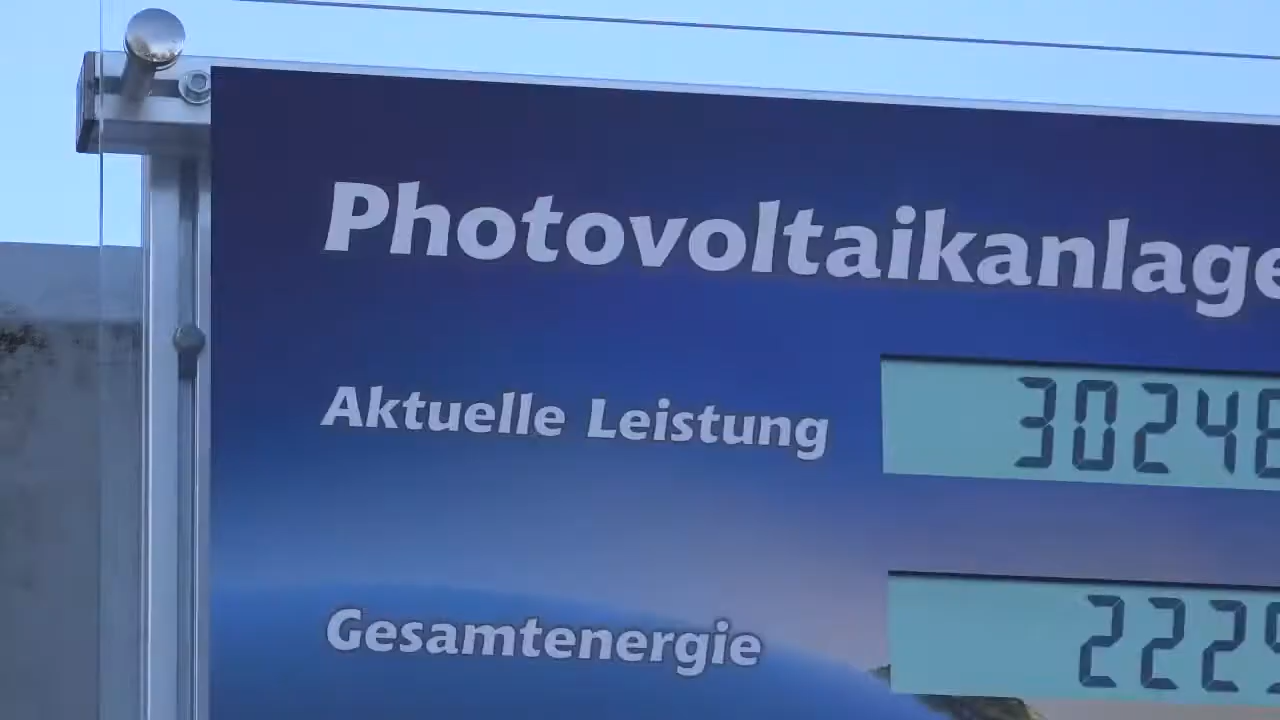 Photovoltaikanlage
Aktuelle Leistung
3024
Gesamtenergie
222